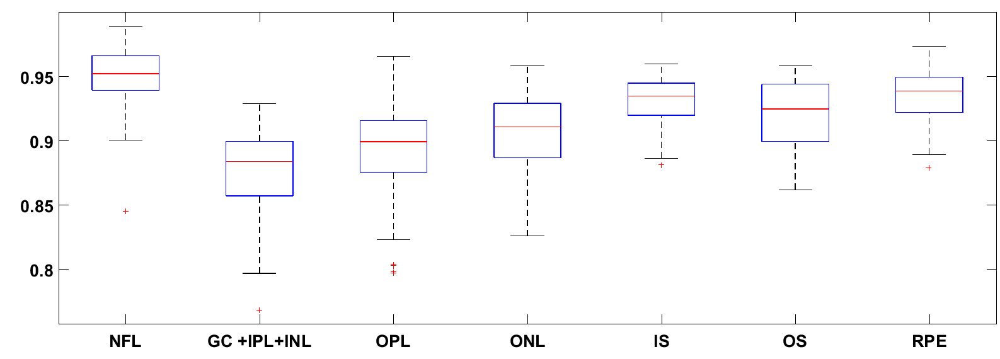 0.95
0.9
0.85
0.8
NFL GC +IPL+INL OPL ONL IS OS RPE